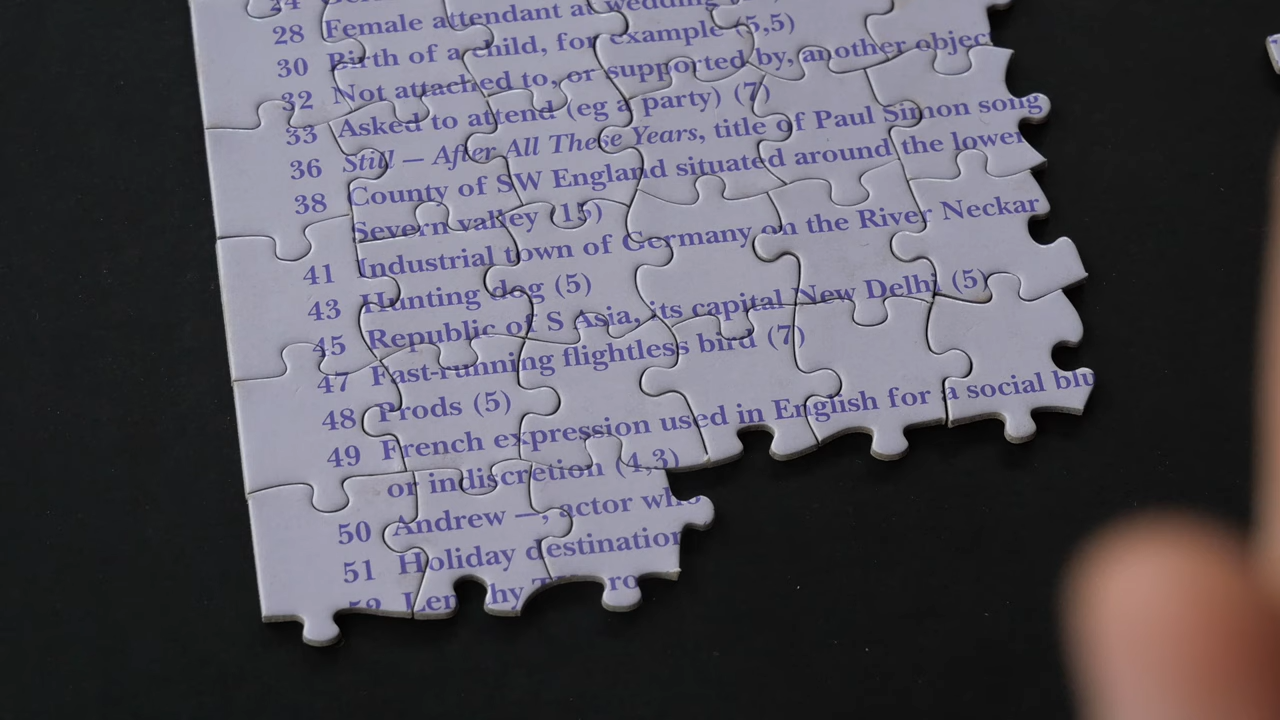 24
28 Female attendant at wedding
30 Birth of a child, for example (5,5)
32 Not attached to, or supported by, another object
33 Asked to attend (eg a party) (7)
36 Still — After All These Years, title of Paul Simon song
38 County of SW England situated around the lower
Severn valley (15)
41 Industrial town of Germany on the River Neckar
43 Hunting dog (5)
45 Republic of S Asia, its capital New Delhi (5)
47 Fast-running flightless bird (7)
48 Prods (5)
49 French expression used in English for a social blu
or indiscretion (4,3)
50 Andrew —, actor who
51 Holiday destination